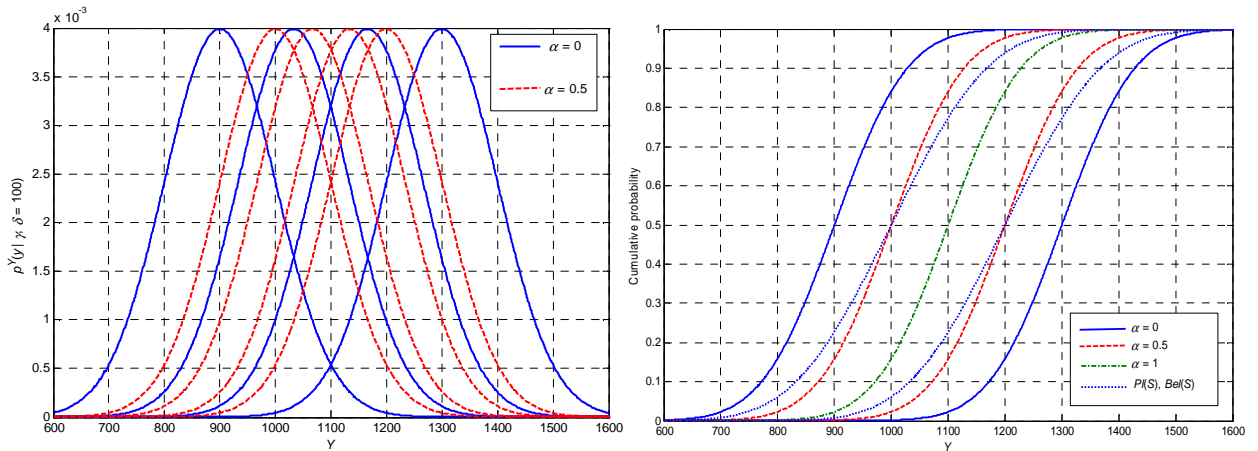 x 10⁻³
4
3.5
3
2.5
2
1.5
1
0.5
0
pʸ(y | γ, δ = 100)
600 700 800 900 1000 1100 1200 1300 1400 1500 1600
Y
α = 0
α = 0.5
1
0.9
0.8
0.7
0.6
0.5
0.4
0.3
0.2
0.1
0
Cumulative probability
600 700 800 900 1000 1100 1200 1300 1400 1500 1600
Y
α = 0
α = 0.5
α = 1
Pl(S), Bel(S)